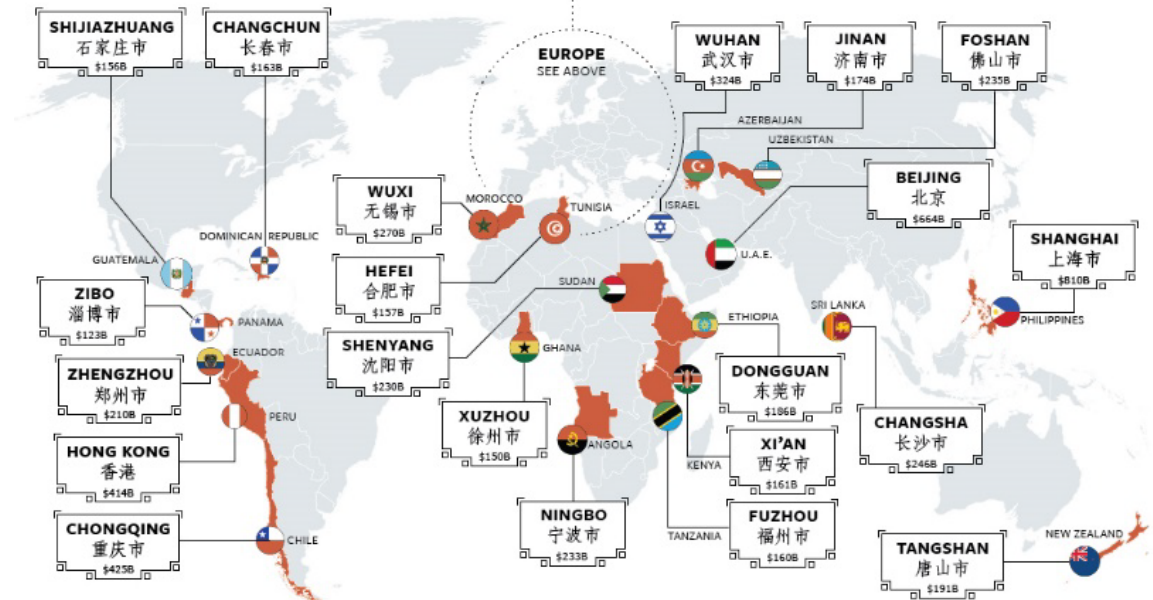 SHIJIAZHUANG
石家庄市
$156B
CHANGCHUN
长春市
$163B
EUROPE
SEE ABOVE
WUHAN
武汉市
$324B
JINAN
济南市
$174B
FOSHAN
佛山市
$235B
AZERBAIJAN
UZBEKISTAN
BEIJING
北京
$664B
WUXI
无锡市
$270B
MOROCCO
TUNISIA
ISRAEL
U.A.E.
DOMINICAN REPUBLIC
GUATEMALA
SHANGHAI
上海市
$810B
PHILIPPINES
HEFEI
合肥市
$157B
SUDAN
ZIBO
淄博市
$123B
PANAMA
ETHIOPIA
SRI LANKA
SHENYANG
沈阳市
$230B
GHANA
ECUADOR
ZHENGZHOU
郑州市
$210B
DONGGUAN
东莞市
$186B
PERU
XUZHOU
徐州市
$150B
ANGOLA
CHANGSHA
长沙市
$246B
HONG KONG
香港
$414B
KENYA
XI'AN
西安市
$161B
CHONGQING
重庆市
$425B
CHILE
NINGBO
宁波市
$233B
TANZANIA
FUZHOU
福州市
$160B
NEW ZEALAND
TANGSHAN
唐山市
$191B